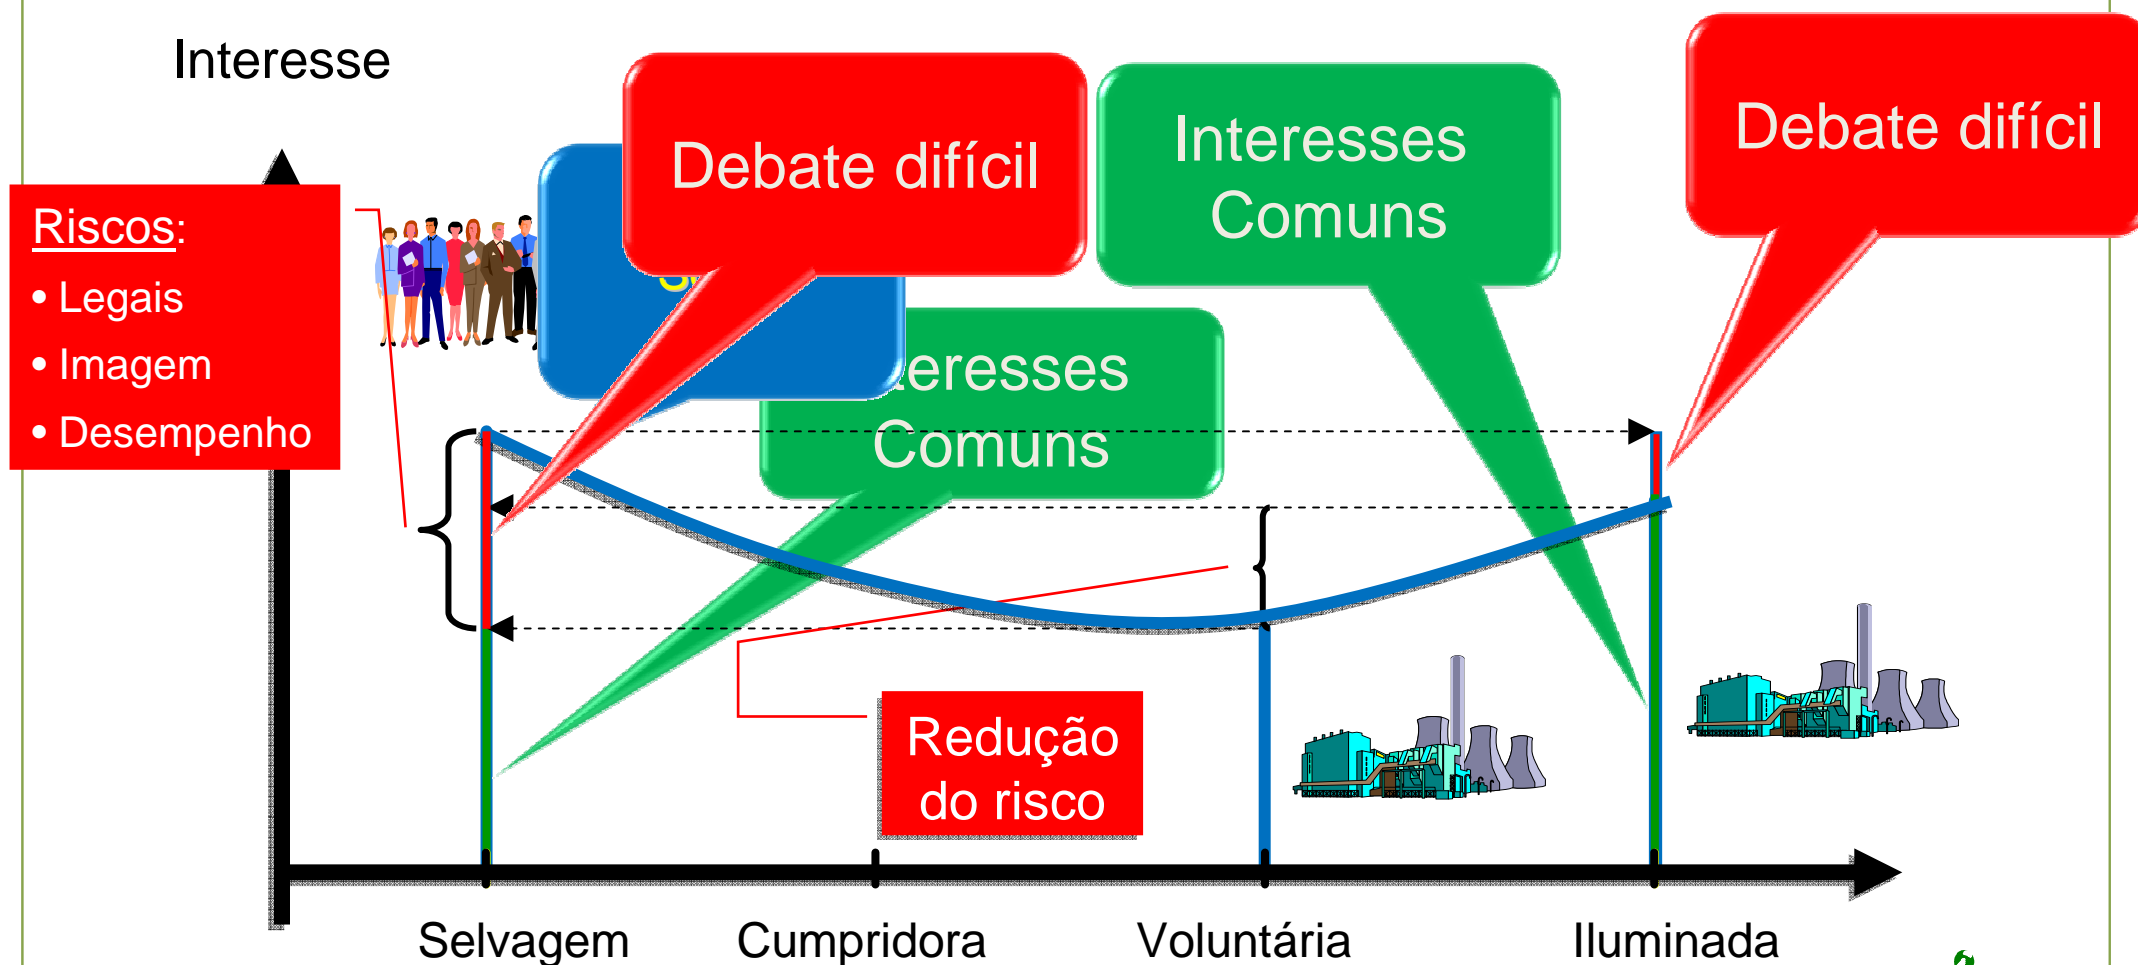 Interesse
Debate difícil
Interesses
Comuns
Debate difícil
Riscos:
• Legais
• Imagem
• Desempenho
teresses
Comuns
Redução
do risco
Selvagem
Cumpridora
Voluntária
Iluminada